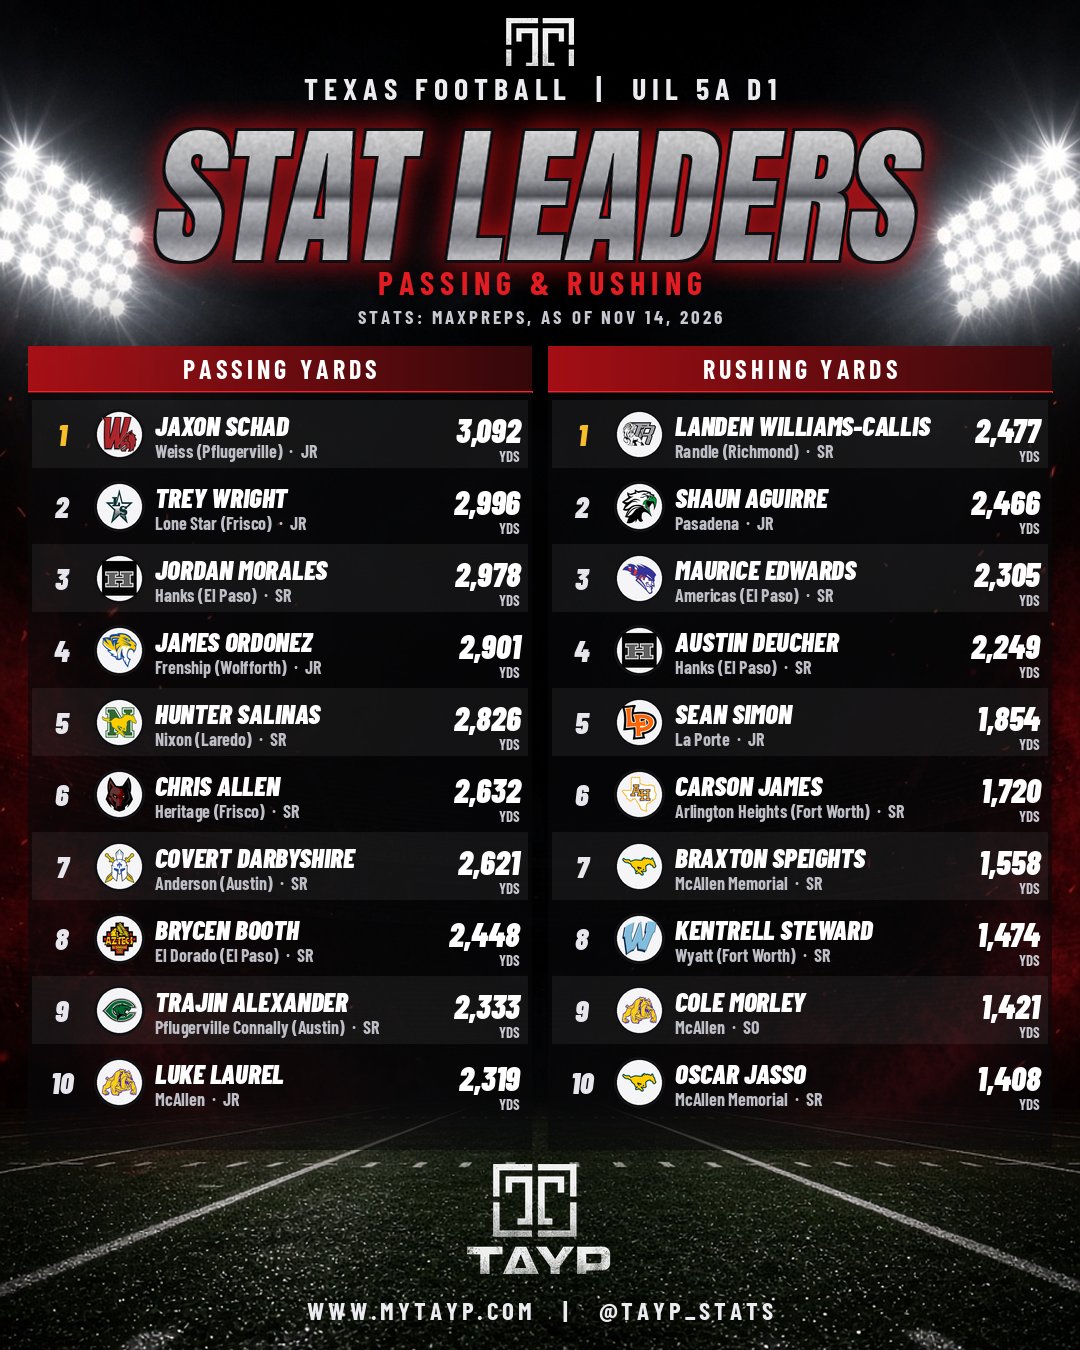 TEXAS FOOTBALL | UIL 5A D1
STAT LEADERS
PASSING & RUSHING
STATS: MAXPREPS, AS OF NOV 14, 2026
PASSING YARDS
1 JAXON SCHAD 3,092
Weiss (Pflugerville) · JR YDS
2 TREY WRIGHT 2,996
Lone Star (Frisco) · JR YDS
3 JORDAN MORALES 2,978
Hanks (El Paso) · SR YDS
4 JAMES ORDONEZ 2,901
Frenship (Wolfforth) · JR YDS
5 HUNTER SALINAS 2,826
Nixon (Laredo) · SR YDS
6 CHRIS ALLEN 2,632
Heritage (Frisco) · SR YDS
7 COVERT DARBYSHIRE 2,621
Anderson (Austin) · SR YDS
8 BRYCEN BOOTH 2,448
El Dorado (El Paso) · SR YDS
9 TRAJIN ALEXANDER 2,333
Pflugerville Connally (Austin) · SR YDS
10 LUKE LAUREL 2,319
McAllen · JR YDS
RUSHING YARDS
1 LANDEN WILLIAMS-CALLIS 2,477
Randle (Richmond) · SR YDS
2 SHAUN AGUIRRE 2,466
Pasadena · JR YDS
3 MAURICE EDWARDS 2,305
Americas (El Paso) · SR YDS
4 AUSTIN DEUCHER 2,249
Hanks (El Paso) · SR YDS
5 SEAN SIMON 1,854
La Porte · JR YDS
6 CARSON JAMES 1,720
Arlington Heights (Fort Worth) · SR YDS
7 BRAXTON SPEIGHTS 1,558
McAllen Memorial · SR YDS
8 KENTRELL STEWARD 1,474
Wyatt (Fort Worth) · SR YDS
9 COLE MORLEY 1,421
McAllen · SO YDS
10 OSCAR JASSO 1,408
McAllen Memorial · SR YDS
TAYP
WWW.MYTAYP.COM | @TAYP_STATS